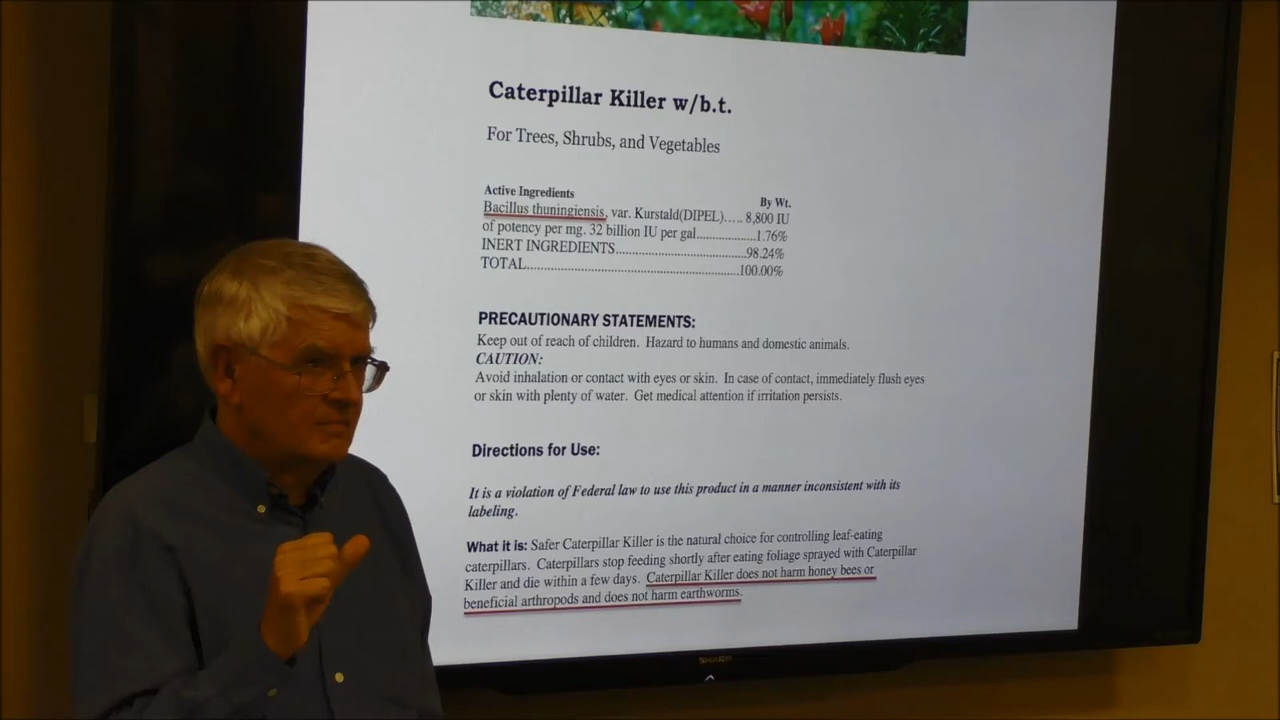 Caterpillar Killer w/b.t.
For Trees, Shrubs, and Vegetables
Active Ingredients By Wt.
Bacillus thuningiensis, var. Kurstald(DIPEL)..... 8,800 IU
of potency per mg. 32 billion IU per gal..................1.76%
INERT INGREDIENTS........................................98.24%
TOTAL.................................................................100.00%
PRECAUTIONARY STATEMENTS:
Keep out of reach of children. Hazard to humans and domestic animals.
CAUTION:
Avoid inhalation or contact with eyes or skin. In case of contact, immediately flush eyes
or skin with plenty of water. Get medical attention if irritation persists.
Directions for Use:
It is a violation of Federal law to use this product in a manner inconsistent with its
labeling.
What it is: Safer Caterpillar Killer is the natural choice for controlling leaf-eating
caterpillars. Caterpillars stop feeding shortly after eating foliage sprayed with Caterpillar
Killer and die within a few days. Caterpillar Killer does not harm honey bees or
beneficial arthropods and does not harm earthworms.
SHARP